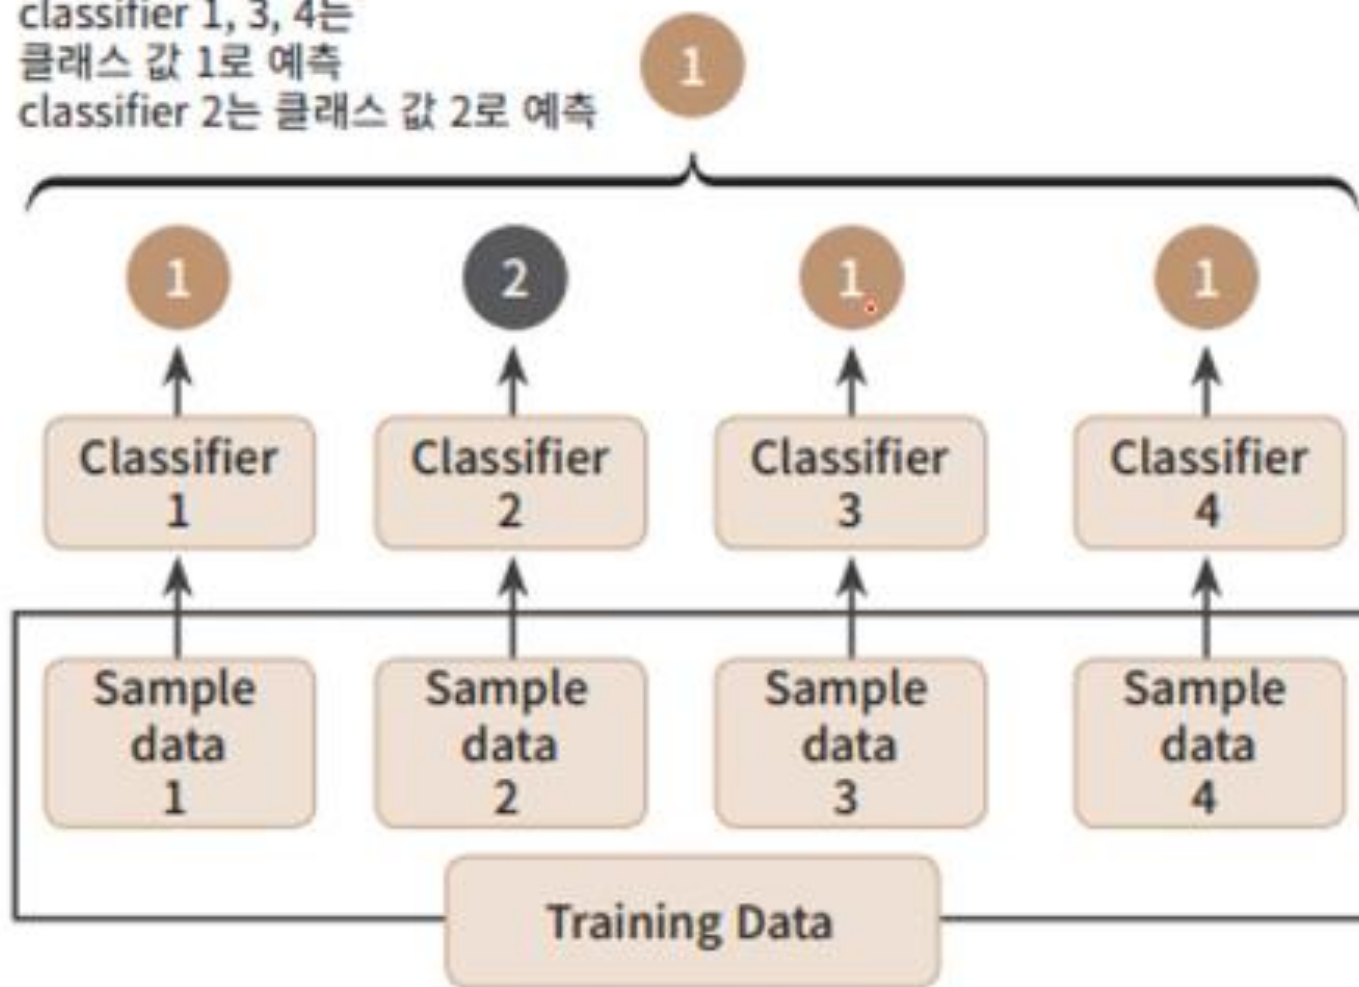 classifier 1, 3, 4는
클래스 값 1로 예측
classifier 2는 클래스 값 2로 예측
1
1
2
1
1
Classifier
1
Classifier
2
Classifier
3
Classifier
4
Sample
data
1
Sample
data
2
Sample
data
3
Sample
data
4
Training Data